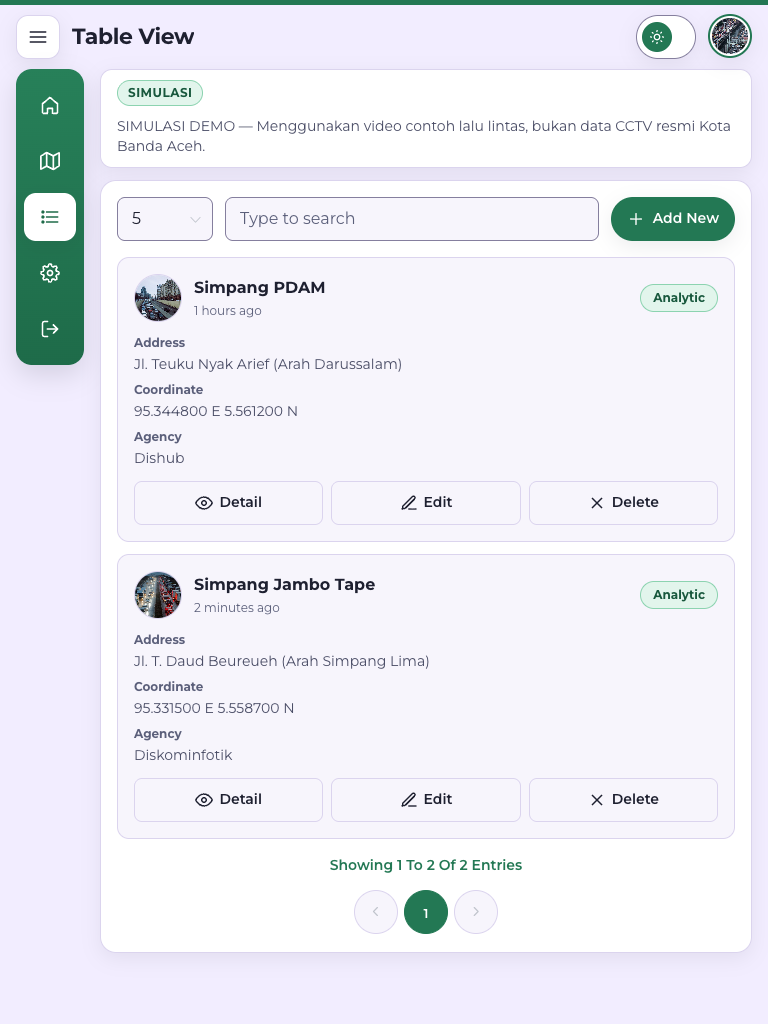 Table View
SIMULASI
SIMULASI DEMO — Menggunakan video contoh lalu lintas, bukan data CCTV resmi Kota
Banda Aceh.
5
Type to search
Add New
Simpang PDAM
1 hours ago
Analytic
Address
Jl. Teuku Nyak Arief (Arah Darussalam)
Coordinate
95.344800 E 5.561200 N
Agency
Dishub
Detail
Edit
Delete
Simpang Jambo Tape
2 minutes ago
Analytic
Address
Jl. T. Daud Beureueh (Arah Simpang Lima)
Coordinate
95.331500 E 5.558700 N
Agency
Diskominfotik
Detail
Edit
Delete
Showing 1 To 2 Of 2 Entries
1